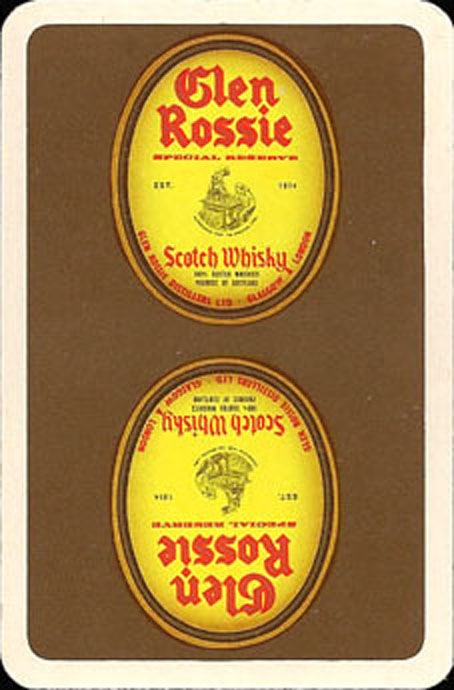 Glen
Rossie
SPECIAL RESERVE
EST. 1814
Scotch Whisky
100% SCOTCH WHISKIES
PRODUCE OF SCOTLAND
GLEN ROSSIE DISTILLERS LTD · GLASGOW & LONDON
Glen
Rossie
SPECIAL RESERVE
EST. 1814
Scotch Whisky
100% SCOTCH WHISKIES
PRODUCE OF SCOTLAND
GLEN ROSSIE DISTILLERS LTD · GLASGOW & LONDON